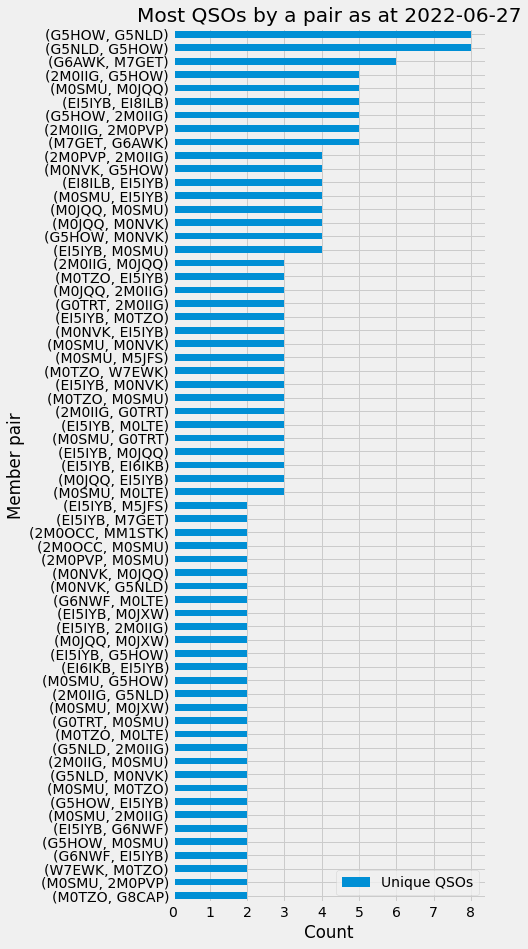 Most QSOs by a pair as at 2022-06-27
(G5HOW, G5NLD)
(G5NLD, G5HOW)
(G6AWK, M7GET)
(2M0IIG, G5HOW)
(M0SMU, M0JQQ)
(EI5IYB, EI8ILB)
(G5HOW, 2M0IIG)
(2M0IIG, 2M0PVP)
(M7GET, G6AWK)
(2M0PVP, 2M0IIG)
(M0NVK, G5HOW)
(EI8ILB, EI5IYB)
(M0SMU, EI5IYB)
(M0JQQ, M0SMU)
(M0JQQ, M0NVK)
(G5HOW, M0NVK)
(EI5IYB, M0SMU)
(2M0IIG, M0JQQ)
(M0TZO, EI5IYB)
(M0JQQ, 2M0IIG)
(G0TRT, 2M0IIG)
(EI5IYB, M0TZO)
(M0NVK, EI5IYB)
(M0SMU, M0NVK)
(M0SMU, M5JFS)
(M0TZO, W7EWK)
(EI5IYB, M0NVK)
(M0TZO, M0SMU)
(2M0IIG, G0TRT)
(EI5IYB, M0LTE)
(M0SMU, G0TRT)
(EI5IYB, M0JQQ)
(EI5IYB, EI6IKB)
(M0JQQ, EI5IYB)
(M0SMU, M0LTE)
(EI5IYB, M5JFS)
(EI5IYB, M7GET)
(2M0OCC, MM1STK)
(2M0OCC, M0SMU)
(2M0PVP, M0SMU)
(M0NVK, M0JQQ)
(M0NVK, G5NLD)
(G6NWF, M0LTE)
(EI5IYB, M0JXW)
(EI5IYB, 2M0IIG)
(M0JQQ, M0JXW)
(EI5IYB, G5HOW)
(EI6IKB, EI5IYB)
(M0SMU, G5HOW)
(2M0IIG, G5NLD)
(M0SMU, M0JXW)
(G0TRT, M0SMU)
(M0TZO, M0LTE)
(G5NLD, 2M0IIG)
(2M0IIG, M0SMU)
(G5NLD, M0NVK)
(M0SMU, M0TZO)
(G5HOW, EI5IYB)
(M0SMU, 2M0IIG)
(EI5IYB, G6NWF)
(G5HOW, M0SMU)
(G6NWF, EI5IYB)
(W7EWK, M0TZO)
(M0SMU, 2M0PVP)
(M0TZO, G8CAP)
Member pair
Unique QSOs
0 1 2 3 4 5 6 7 8
Count